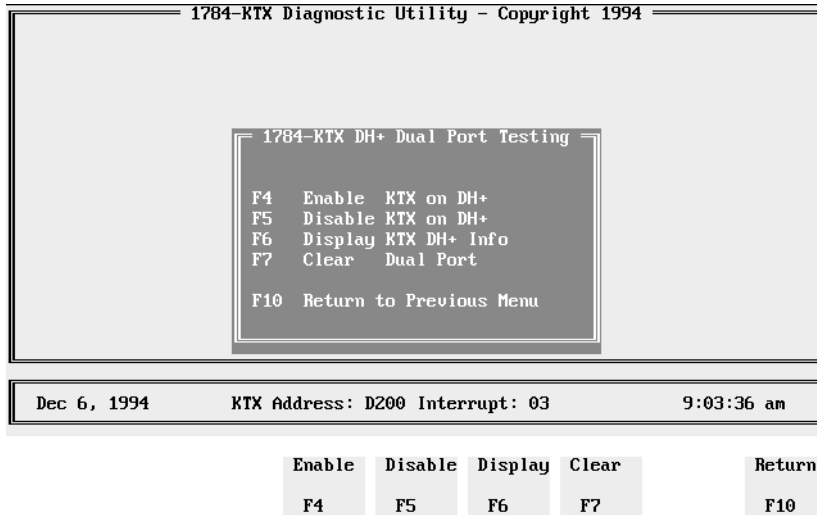 1784-KTX Diagnostic Utility - Copyright 1994
1784-KTX DH+ Dual Port Testing
F4 Enable KTX on DH+
F5 Disable KTX on DH+
F6 Display KTX DH+ Info
F7 Clear Dual Port
F10 Return to Previous Menu
Dec 6, 1994 KTX Address: D200 Interrupt: 03 9:03:36 am
Enable Disable Display Clear Return
F4 F5 F6 F7 F10